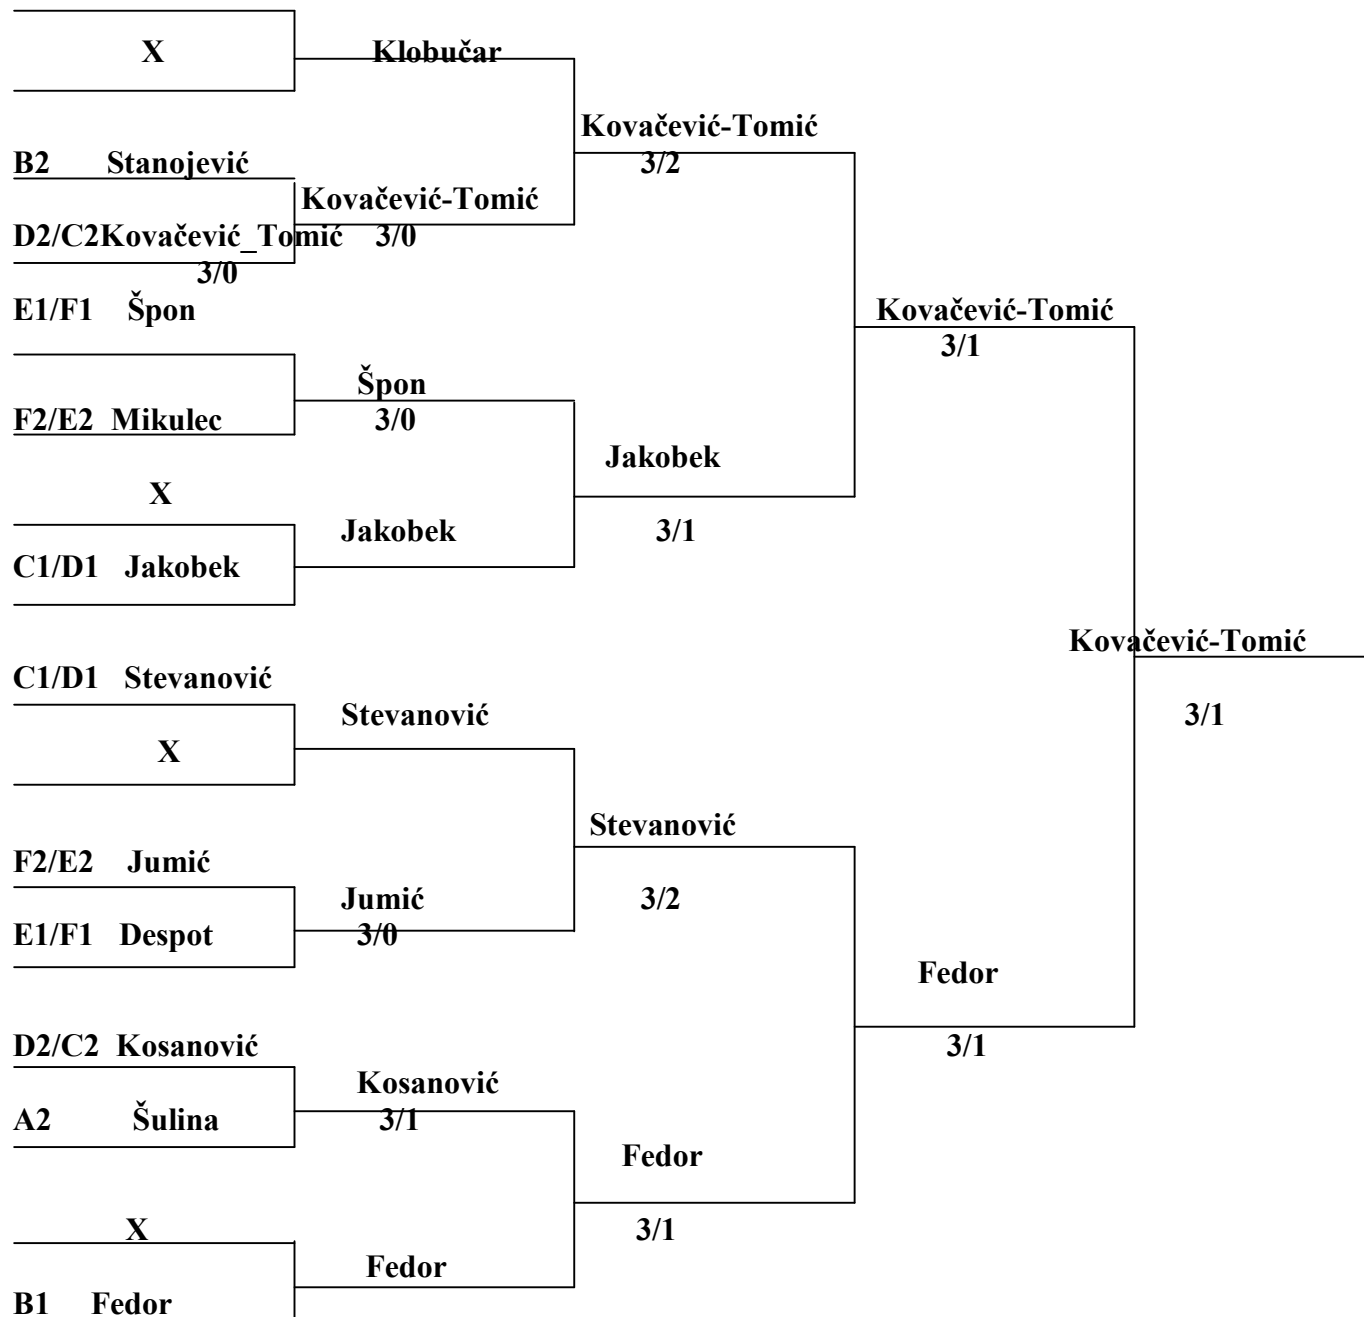 X Klobučar
Kovačević-Tomić
B2 Stanojević 3/2
Kovačević-Tomić
D2/C2Kovačević_Tomić 3/0
3/0
E1/F1 Špon Kovačević-Tomić
3/1
Špon
F2/E2 Mikulec 3/0
Jakobek
X
Jakobek 3/1
C1/D1 Jakobek
Kovačević-Tomić
C1/D1 Stevanović
Stevanović 3/1
X
Stevanović
F2/E2 Jumić
Jumić 3/2
E1/F1 Despot 3/0
Fedor
D2/C2 Kosanović 3/1
Kosanović
A2 Šulina 3/1
Fedor
X 3/1
Fedor
B1 Fedor